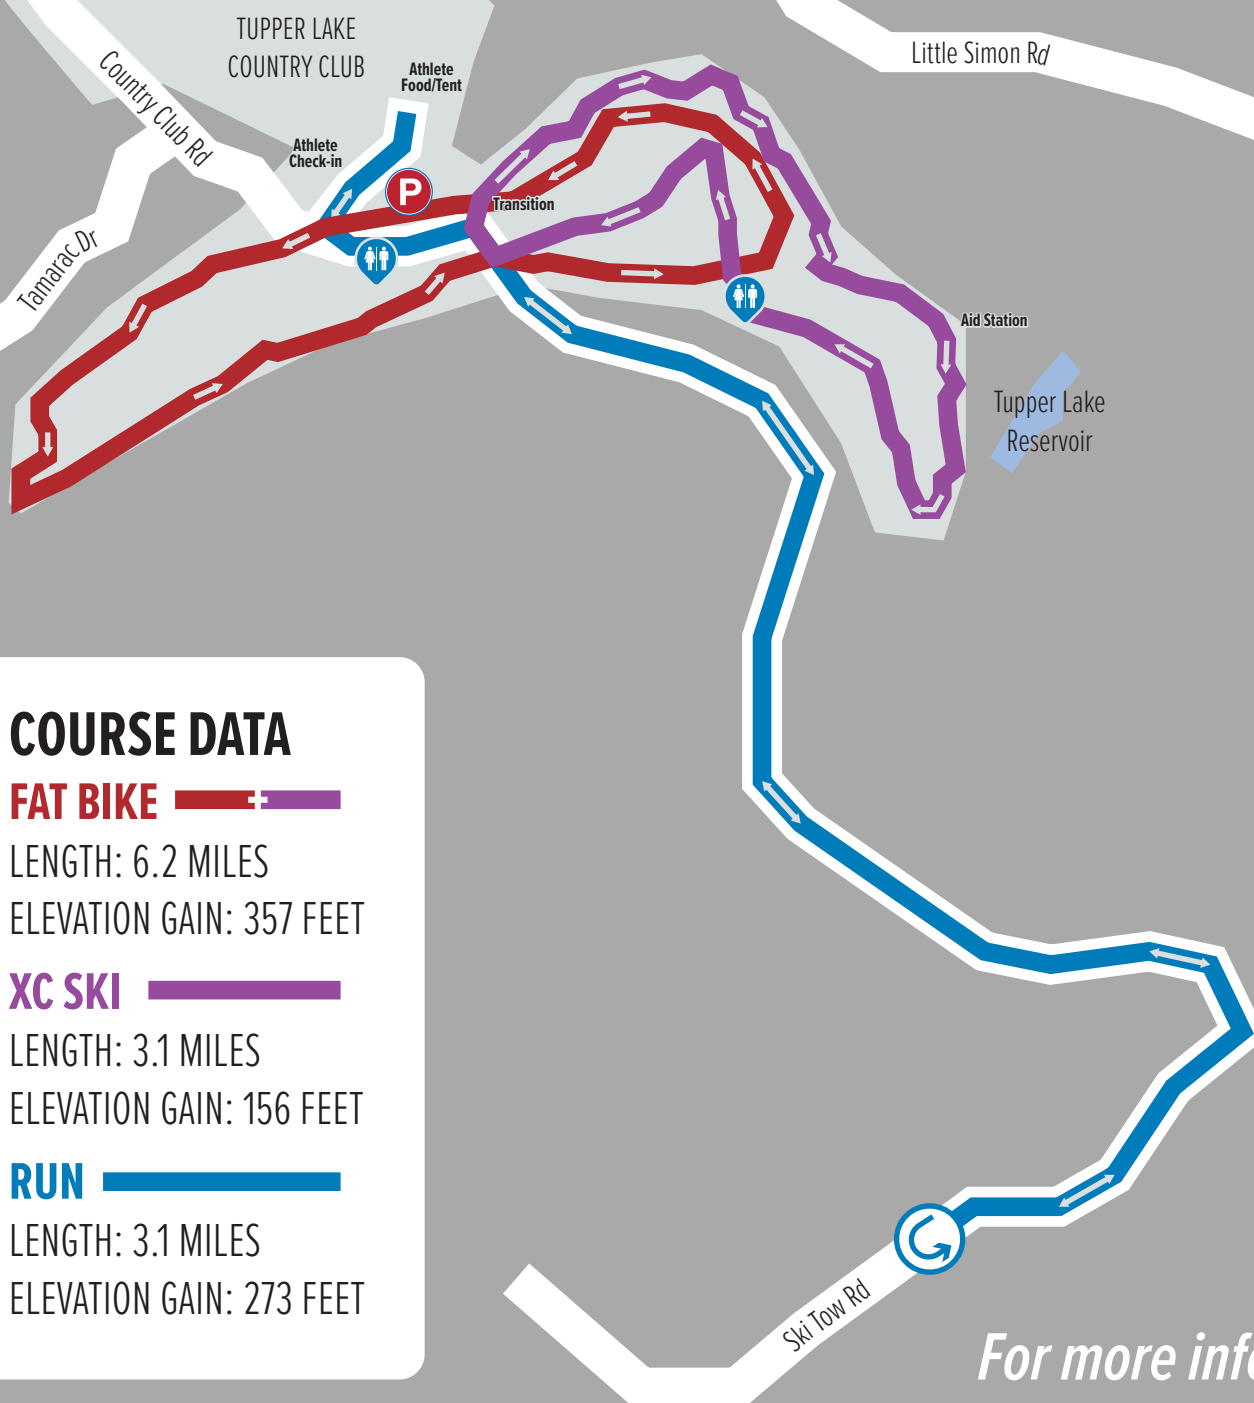 TUPPER LAKE
COUNTRY CLUB
Little Simon Rd
Athlete
Food/Tent
Country Club Rd
Athlete
Check-in
P
Transition
Tamarac Dr
Aid Station
Tupper Lake
Reservoir
COURSE DATA
FAT BIKE
LENGTH: 6.2 MILES
ELEVATION GAIN: 357 FEET
XC SKI
LENGTH: 3.1 MILES
ELEVATION GAIN: 156 FEET
RUN
LENGTH: 3.1 MILES
ELEVATION GAIN: 273 FEET
Ski Tow Rd
For more info